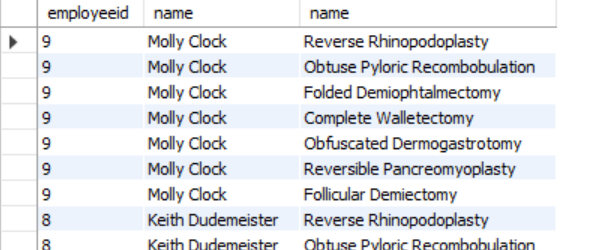 employeeid name name
9 Molly Clock Reverse Rhinopodoplasty
9 Molly Clock Obtuse Pyloric Recombobulation
9 Molly Clock Folded Demiophtalmectomy
9 Molly Clock Complete Walletectomy
9 Molly Clock Obfuscated Dermogastrotomy
9 Molly Clock Reversible Pancreomyoplasty
9 Molly Clock Follicular Demiectomy
8 Keith Dudemeister Reverse Rhinopodoplasty
8 Keith Dudemeister Obtuse Pyloric Recombobulation